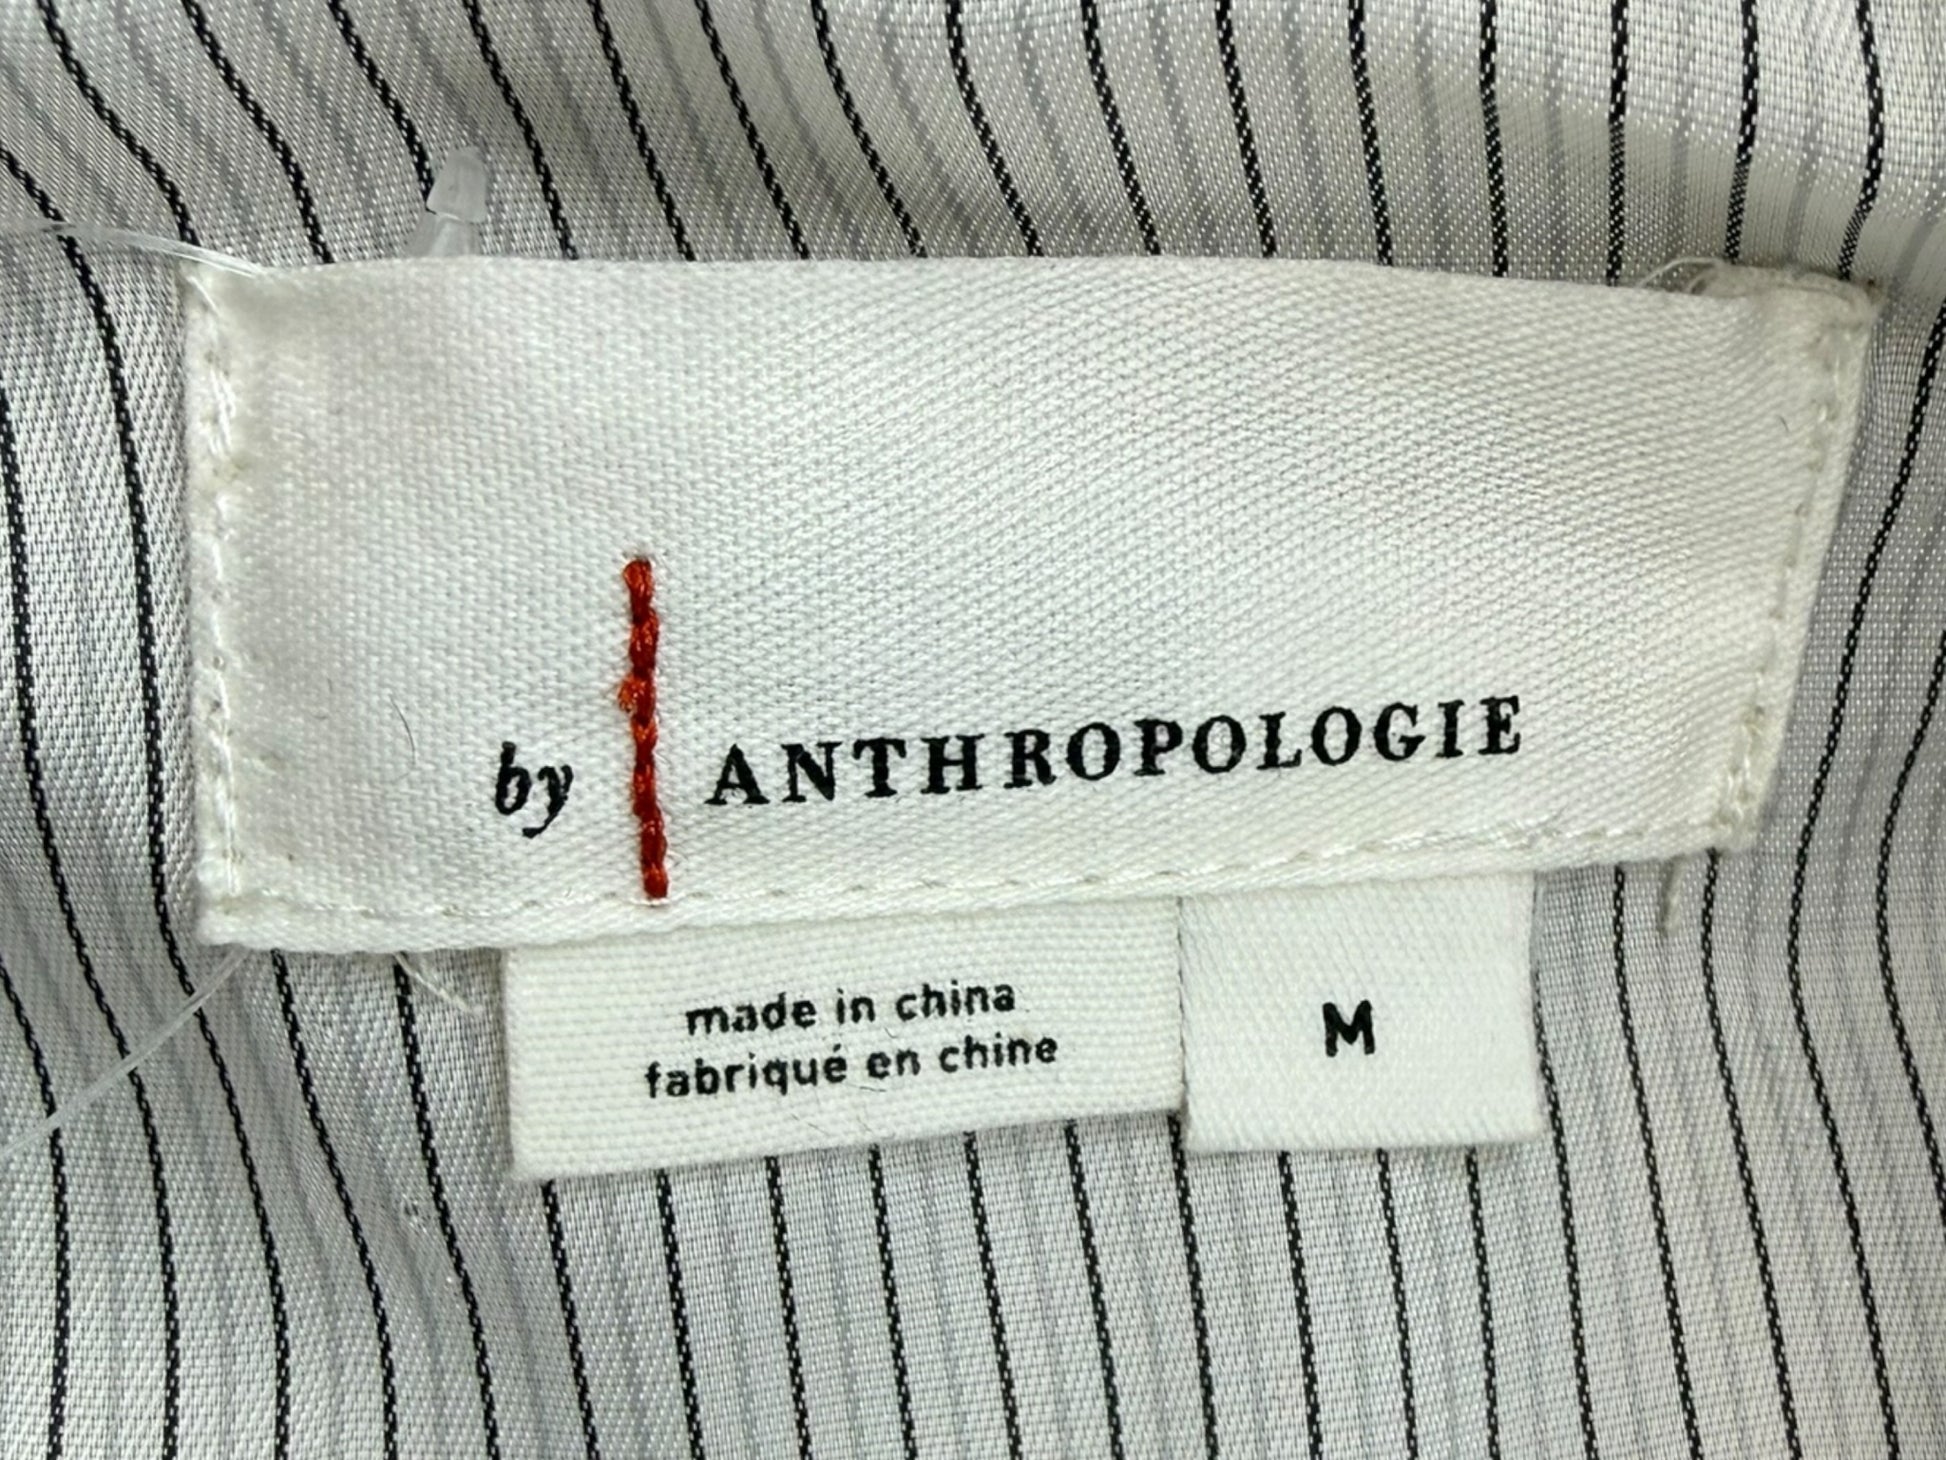 by ANTHROPOLOGIE
made in china
fabriqué en chine
M